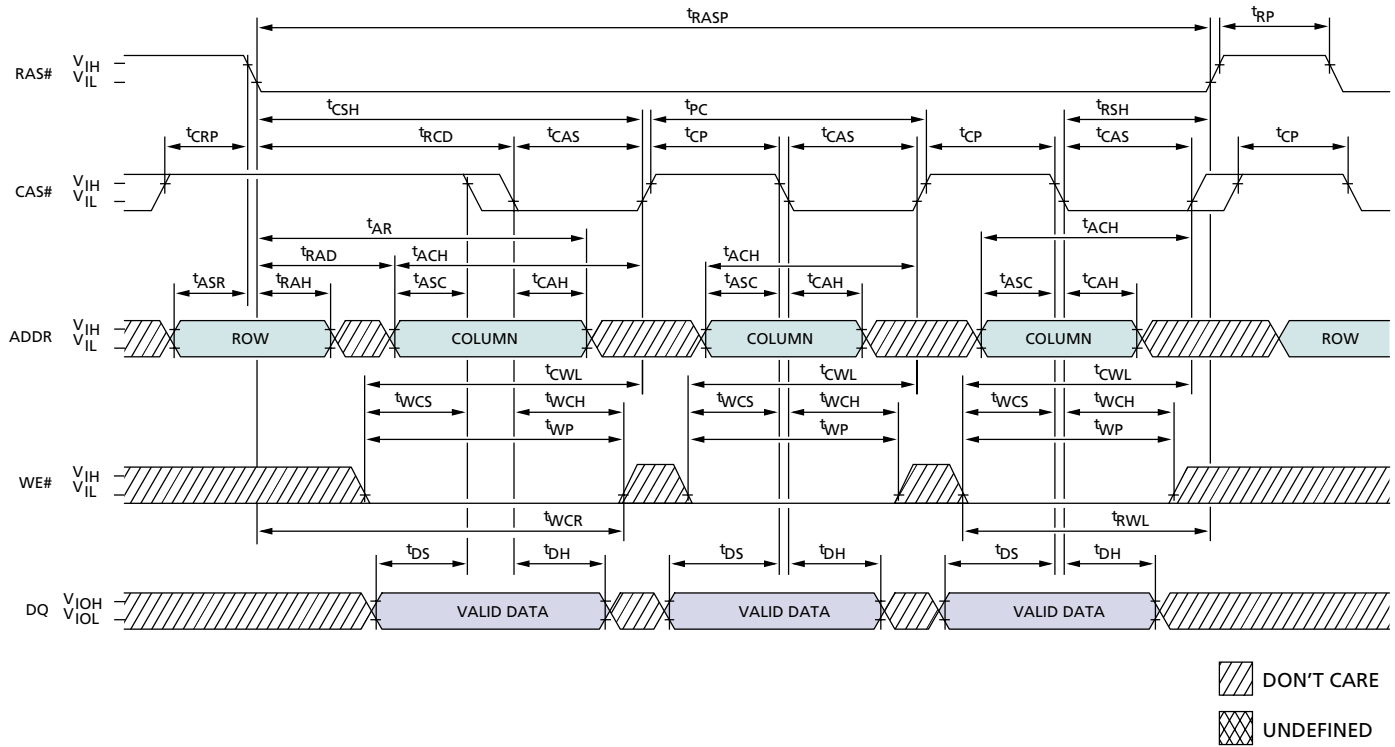 tRASP tRP
RAS# VIH
VIL
tCSH tPC tRSH
tCRP tRCD tCAS tCP tCAS tCP tCAS tCP
CAS# VIH
VIL
tAR tACH
tRAD tACH tACH
tASR tRAH tASC tCAH tASC tCAH tASC tCAH
ADDR VIH
VIL
ROW COLUMN COLUMN COLUMN ROW
tCWL tCWL tCWL
tWCS tWCH tWCS tWCH tWCS tWCH
tWP tWP tWP
WE# VIH
VIL
tWCR tRWL
tDS tDH tDS tDH tDS tDH
DQ VIOH
VIOL
VALID DATA VALID DATA VALID DATA
DON'T CARE
UNDEFINED